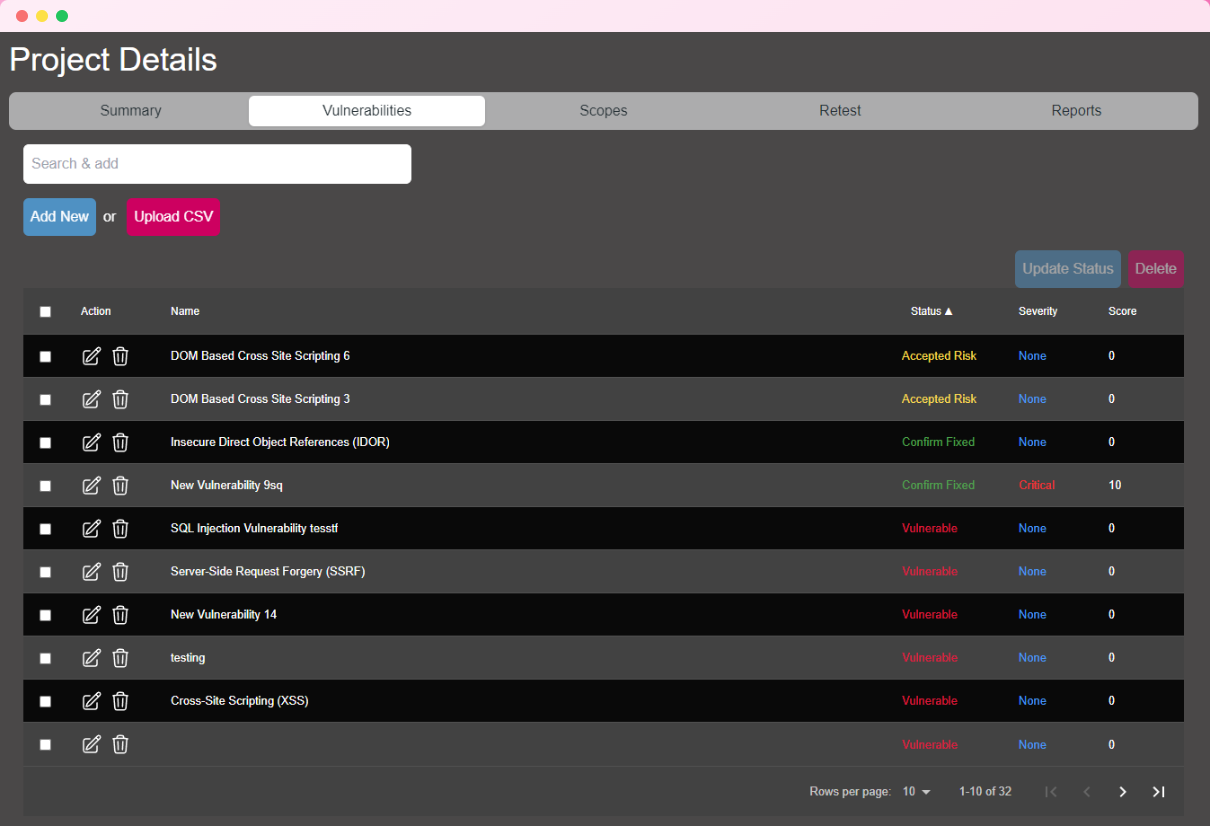 Project Details
Summary Vulnerabilities Scopes Retest Reports
Search & add
Add New or Upload CSV
Update Status Delete
Action Name Status ▲ Severity Score
DOM Based Cross Site Scripting 6 Accepted Risk None 0
DOM Based Cross Site Scripting 3 Accepted Risk None 0
Insecure Direct Object References (IDOR) Confirm Fixed None 0
New Vulnerability 9sq Confirm Fixed Critical 10
SQL Injection Vulnerability tesstf Vulnerable None 0
Server-Side Request Forgery (SSRF) Vulnerable None 0
New Vulnerability 14 Vulnerable None 0
testing Vulnerable None 0
Cross-Site Scripting (XSS) Vulnerable None 0
Vulnerable None 0
Rows per page: 10 1-10 of 32